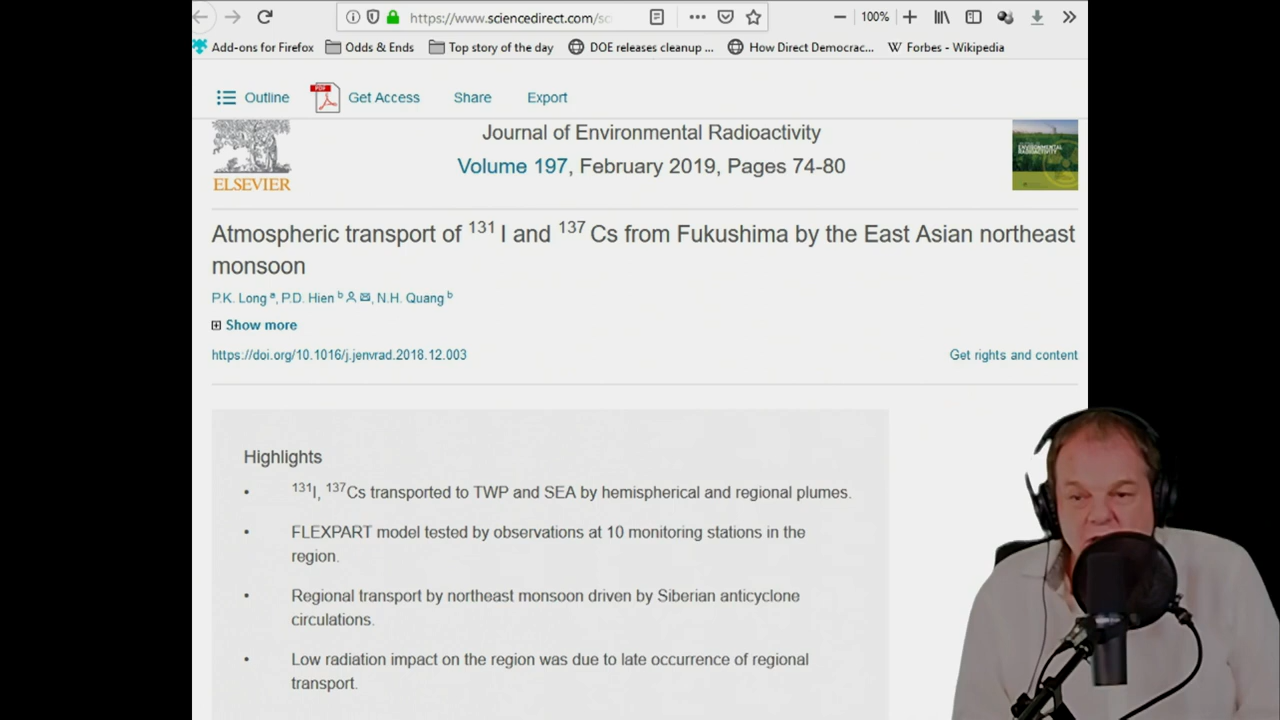 https://www.sciencedirect.com/sc
100%
Add-ons for Firefox Odds & Ends Top story of the day DOE releases cleanup ... How Direct Democrac... W Forbes - Wikipedia
Outline PDF Get Access Share Export
Journal of Environmental Radioactivity
Volume 197, February 2019, Pages 74-80
ELSEVIER
ENVIRONMENTAL
RADIOACTIVITY
Atmospheric transport of 131 I and 137 Cs from Fukushima by the East Asian northeast
monsoon
P.K. Long a, P.D. Hien b, N.H. Quang b
Show more
https://doi.org/10.1016/j.jenvrad.2018.12.003 Get rights and content
Highlights
• 131I, 137Cs transported to TWP and SEA by hemispherical and regional plumes.
• FLEXPART model tested by observations at 10 monitoring stations in the
region.
• Regional transport by northeast monsoon driven by Siberian anticyclone
circulations.
• Low radiation impact on the region was due to late occurrence of regional
transport.